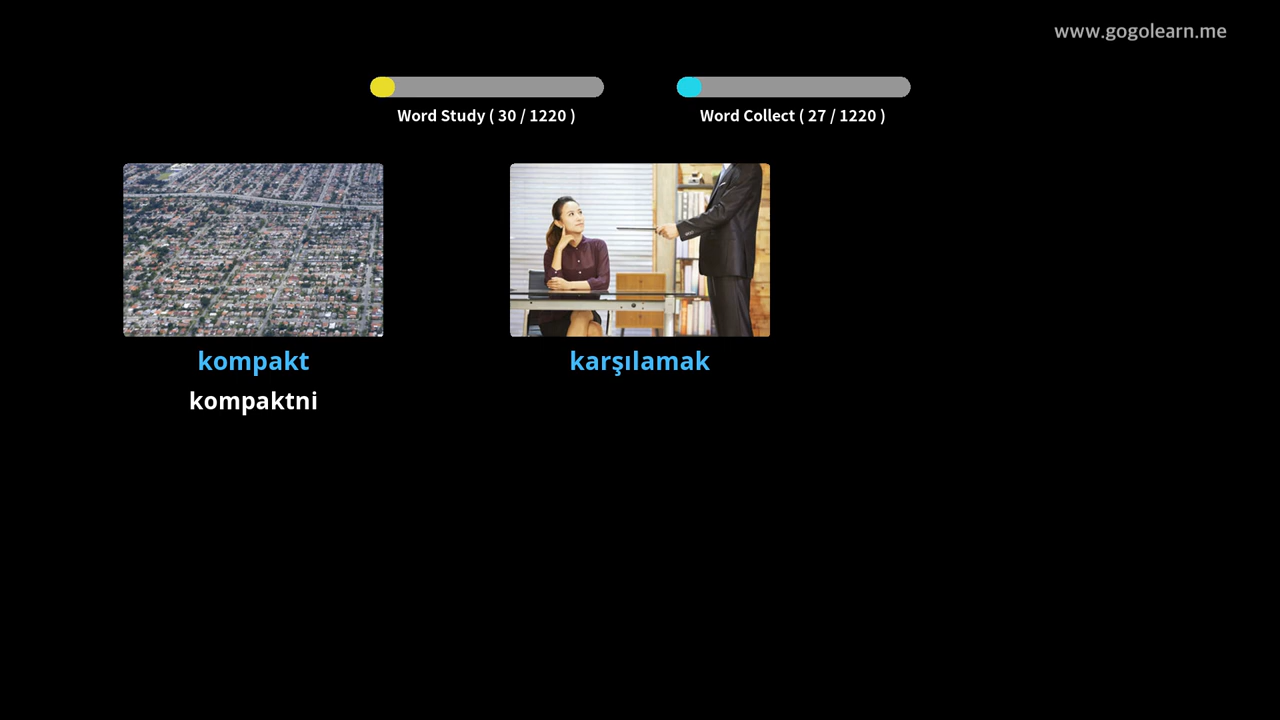 www.gogolearn.me
Word Study ( 30 / 1220 )
Word Collect ( 27 / 1220 )
kompakt
karşılamak
kompaktni